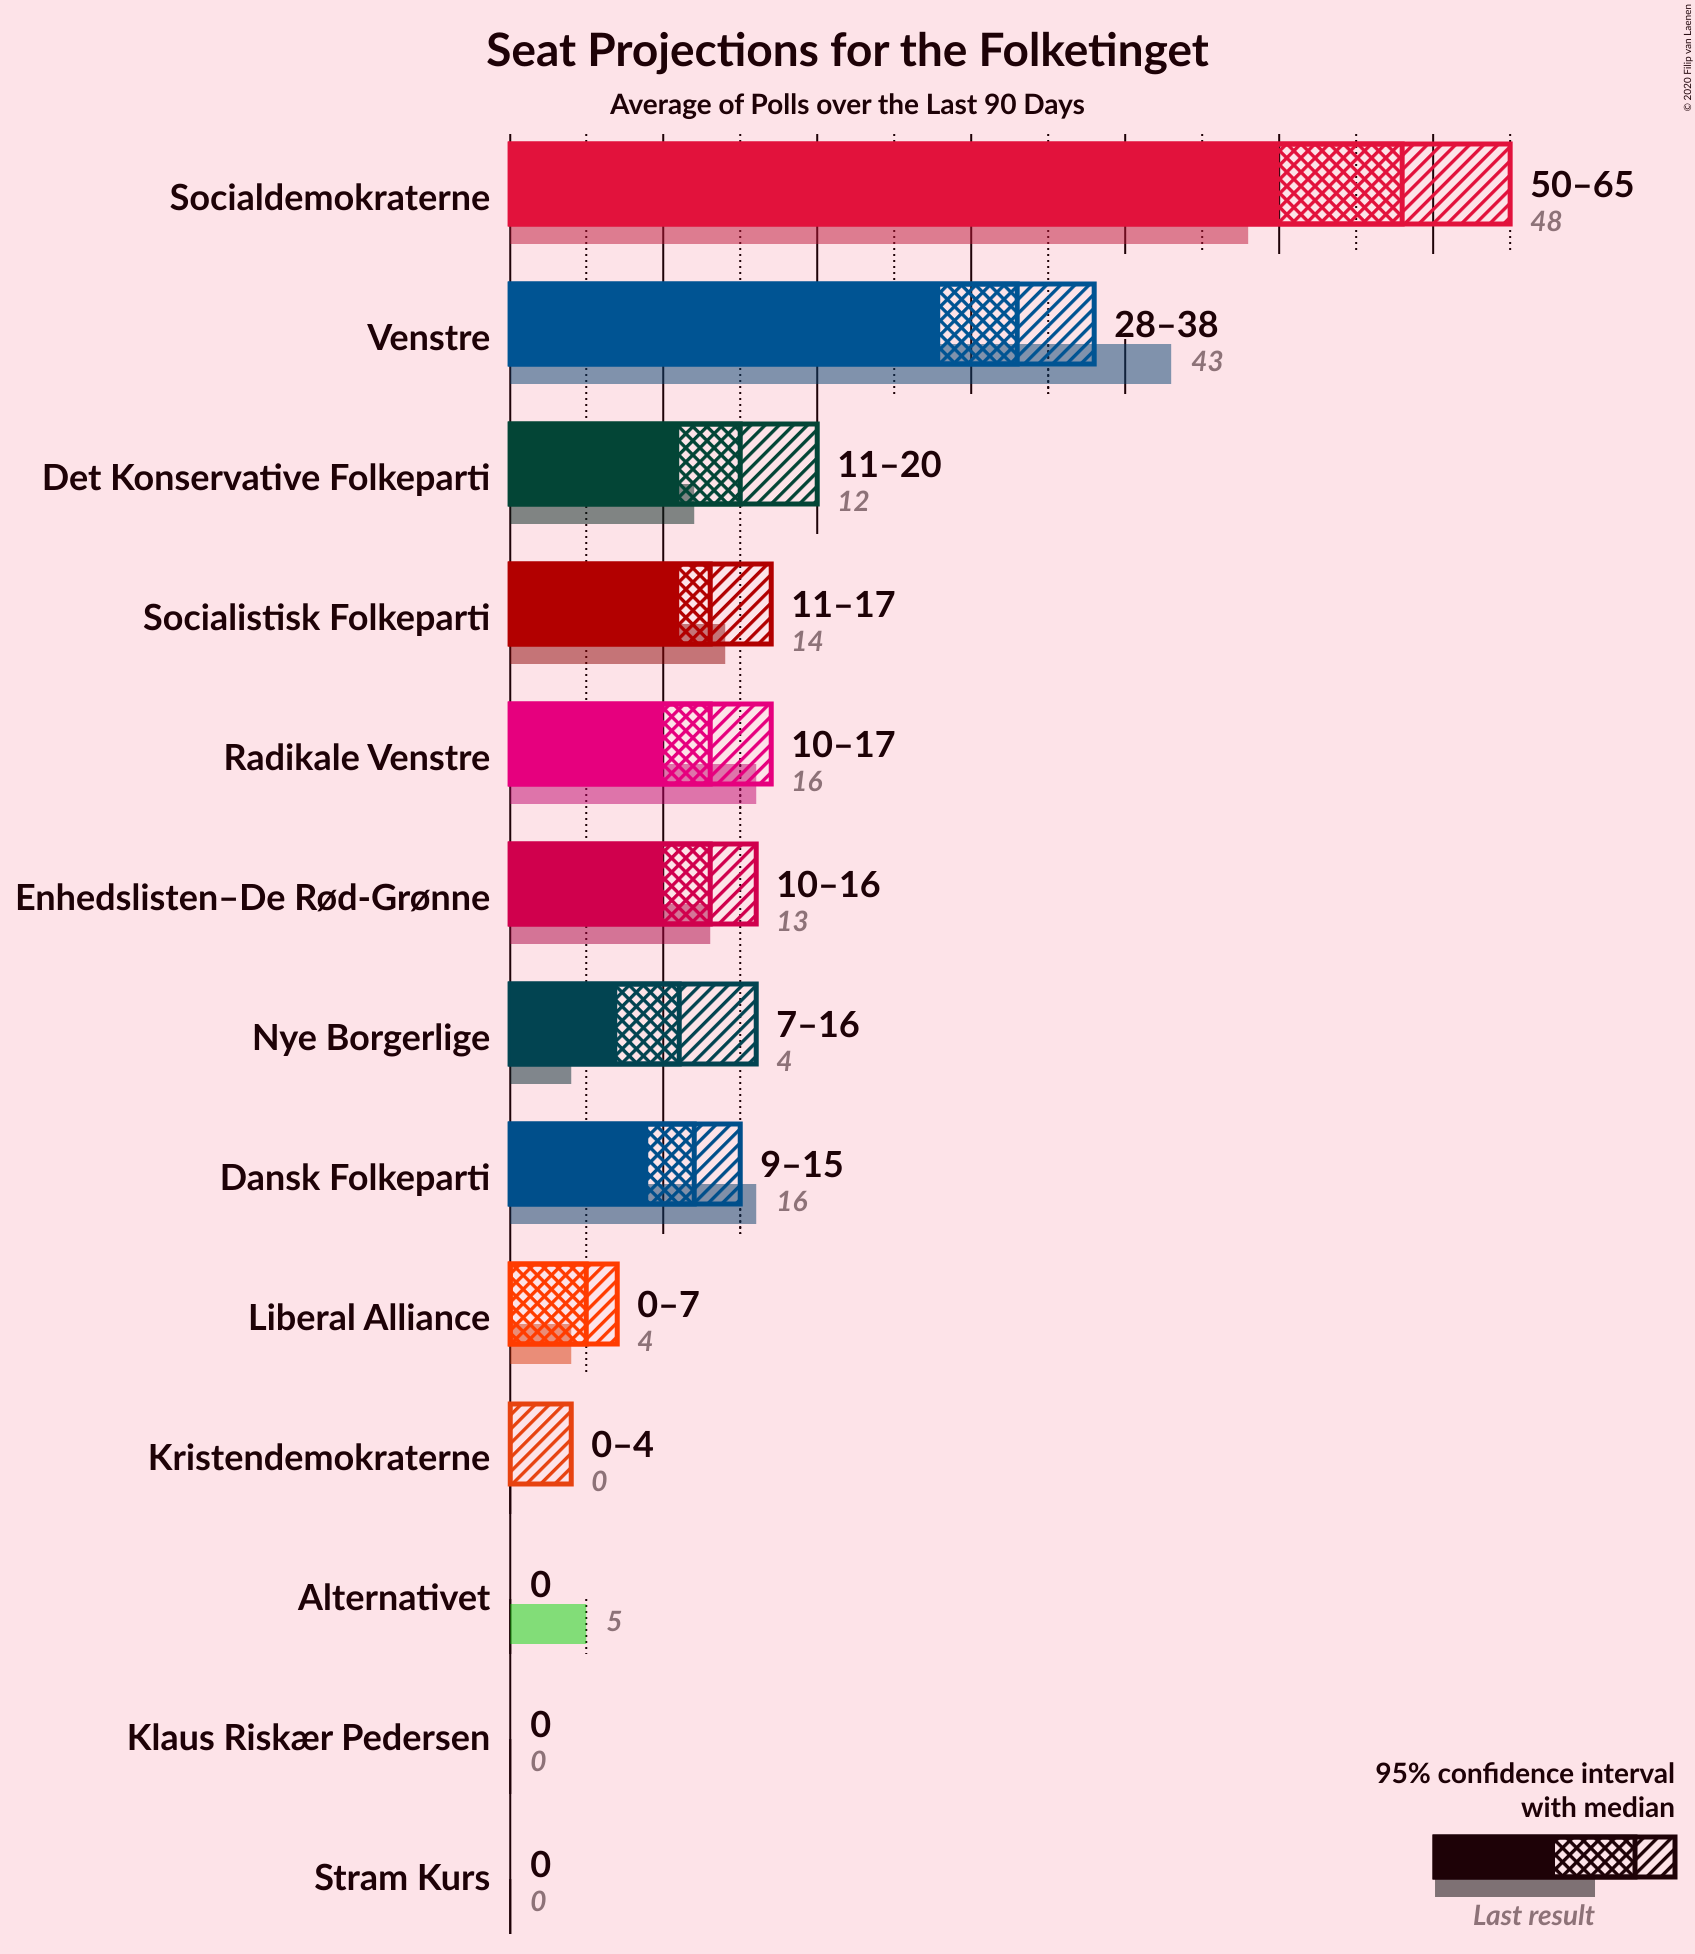 Seat Projections for the Folketinget
Average of Polls over the Last 90 Days
© 2020 Filip van Laenen
Socialdemokraterne
50–65
48
Venstre
28–38
43
Det Konservative Folkeparti
11–20
12
Socialistisk Folkeparti
11–17
14
Radikale Venstre
10–17
16
Enhedslisten–De Rød-Grønne
10–16
13
Nye Borgerlige
7–16
4
Dansk Folkeparti
9–15
16
Liberal Alliance
0–7
4
Kristendemokraterne
0–4
0
Alternativet
0
5
Klaus Riskær Pedersen
0
0
Stram Kurs
0
0
95% confidence interval
with median
Last result